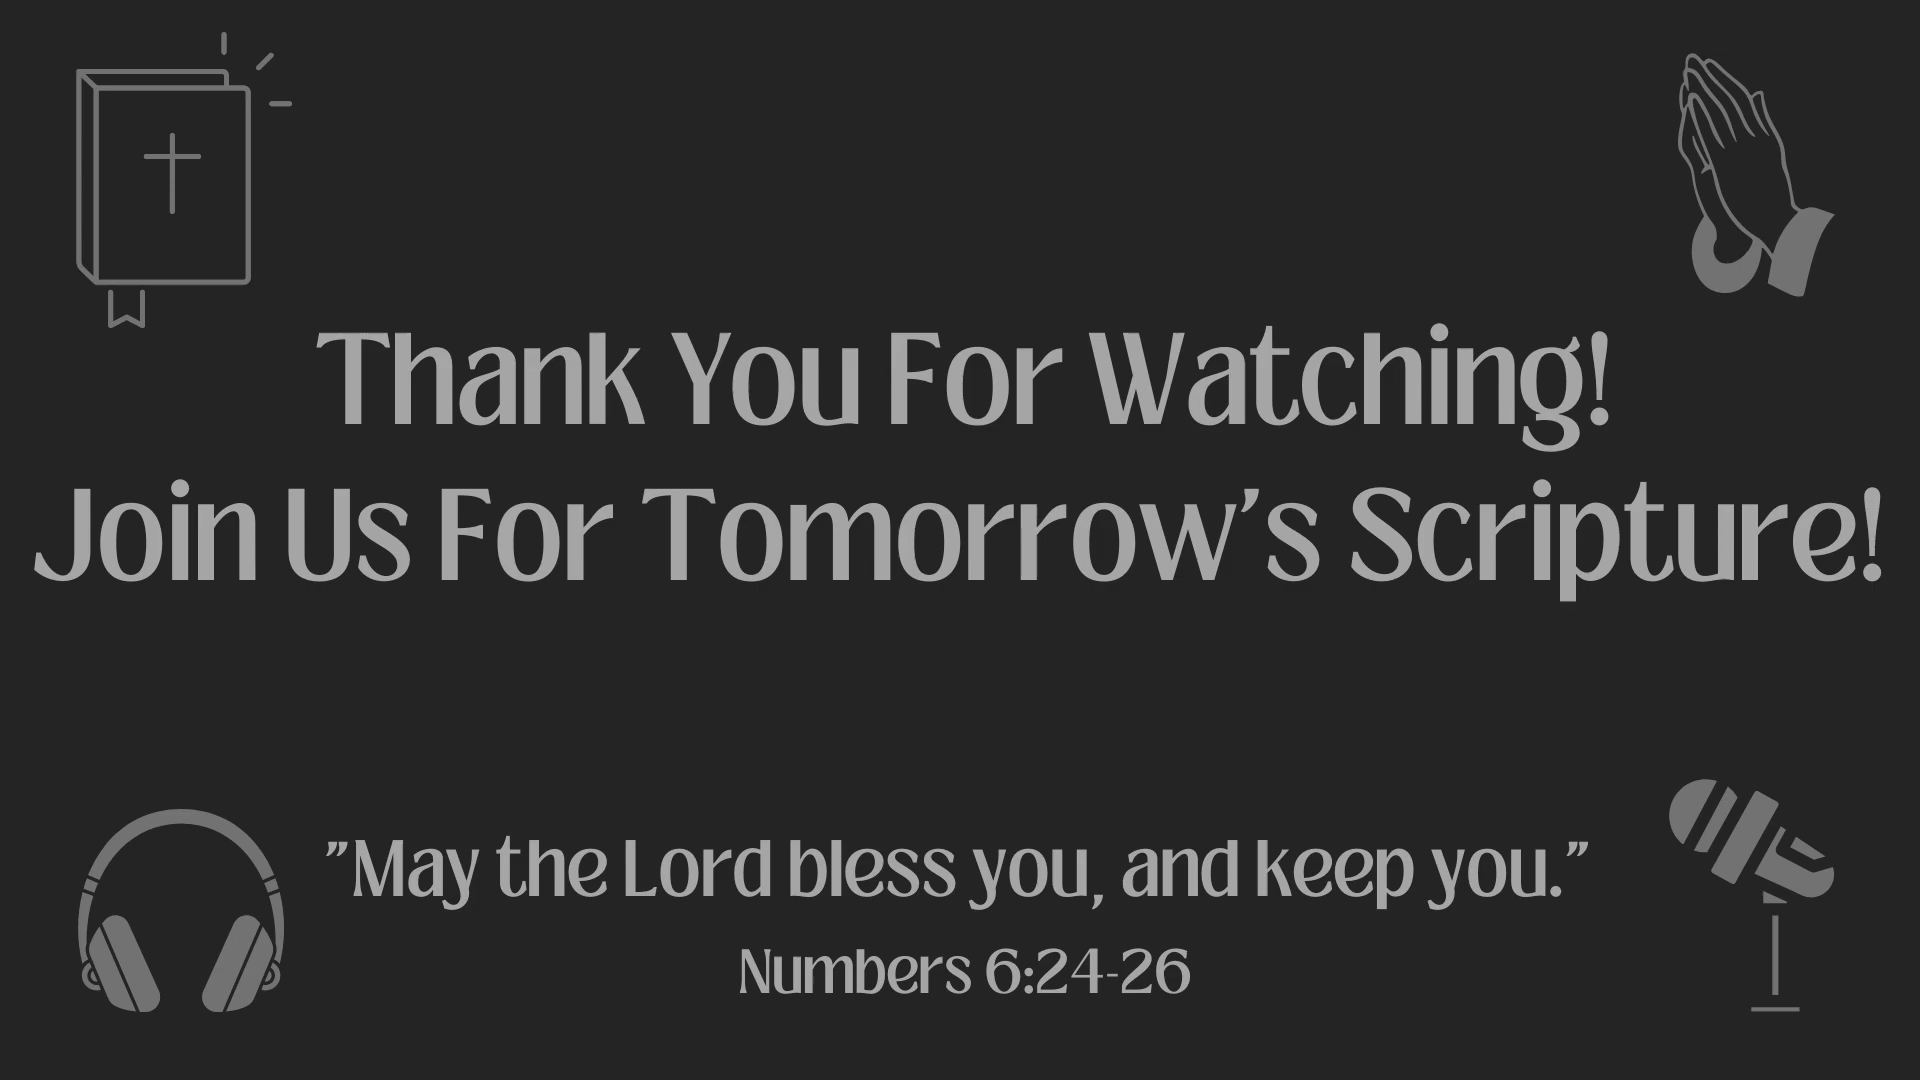 Thank You For Watching!
Join Us For Tomorrow’s Scripture!
”May the Lord bless you, and keep you.”
Numbers 6:24-26